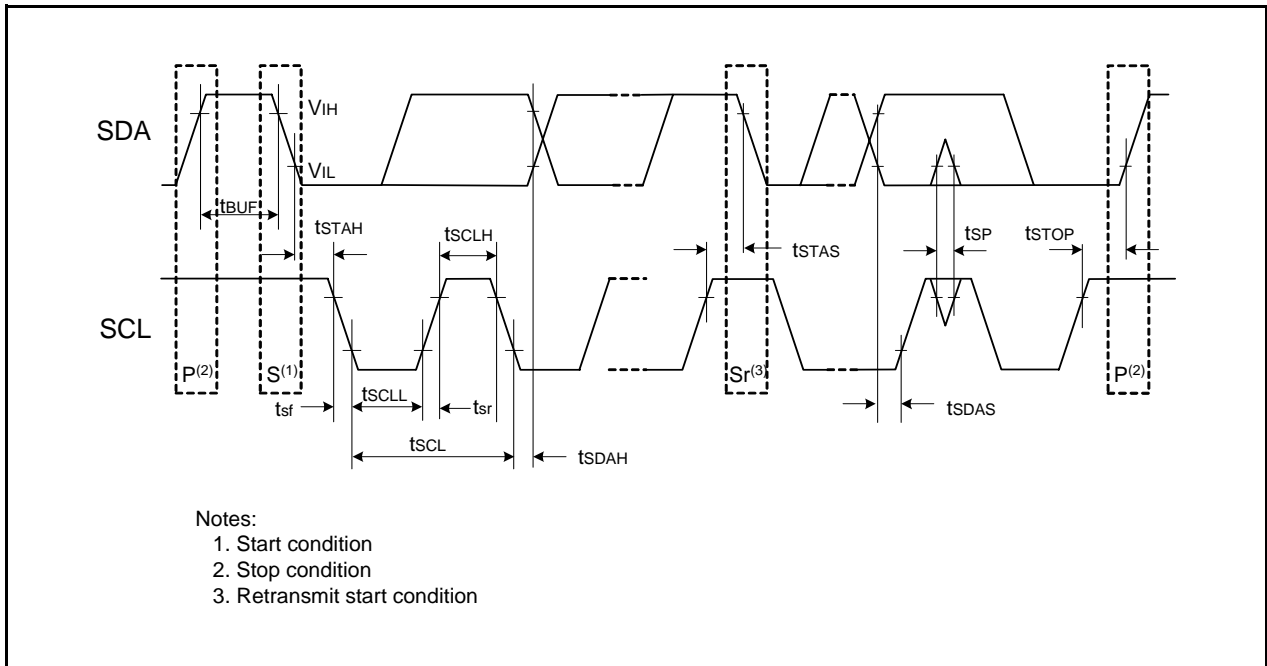 SDA
VIH
VIL
tBUF
tSTAH
tSCLH
tSTAS
tSP
tSTOP
SCL
P(2)
S(1)
Sr(3)
P(2)
tsf
tSCLL
tsr
tSDAS
tSCL
tSDAH
Notes:
1. Start condition
2. Stop condition
3. Retransmit start condition